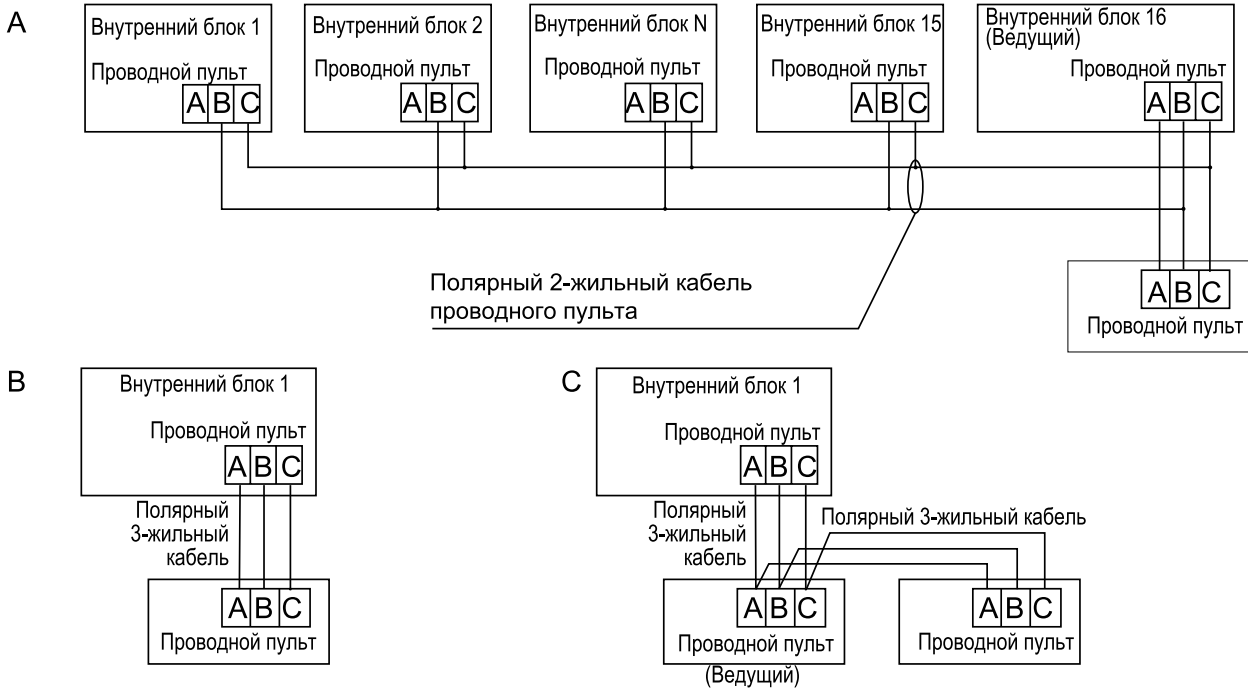 A
Внутренний блок 1
Проводной пульт
A B C
Внутренний блок 2
Проводной пульт
A B C
Внутренний блок N
Проводной пульт
A B C
Внутренний блок 15
Проводной пульт
A B C
Внутренний блок 16
(Ведущий)
Проводной пульт
A B C
Полярный 2-жильный кабель
проводного пульта
A B C
Проводной пульт
B
Внутренний блок 1
Проводной пульт
A B C
Полярный
3-жильный
кабель
A B C
Проводной пульт
C
Внутренний блок 1
Проводной пульт
A B C
Полярный
3-жильный
кабель
Полярный 3-жильный кабель
A B C
Проводной пульт
(Ведущий)
A B C
Проводной пульт